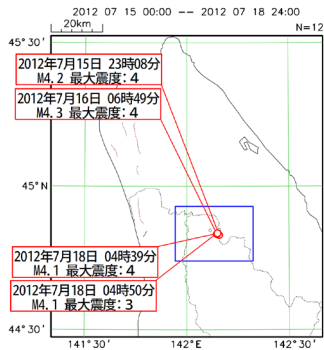 2012 07 15 00:00 -- 2012 07 18 24:00
20km
N=12
45°30'
2012年7月15日 23時08分
M4.2 最大震度:4
2012年7月16日 06時49分
M4.3 最大震度:4
45°N
2012年7月18日 04時39分
M4.1 最大震度:4
2012年7月18日 04時50分
M4.1 最大震度:3
44°30'
141°30'
142°E
142°30'